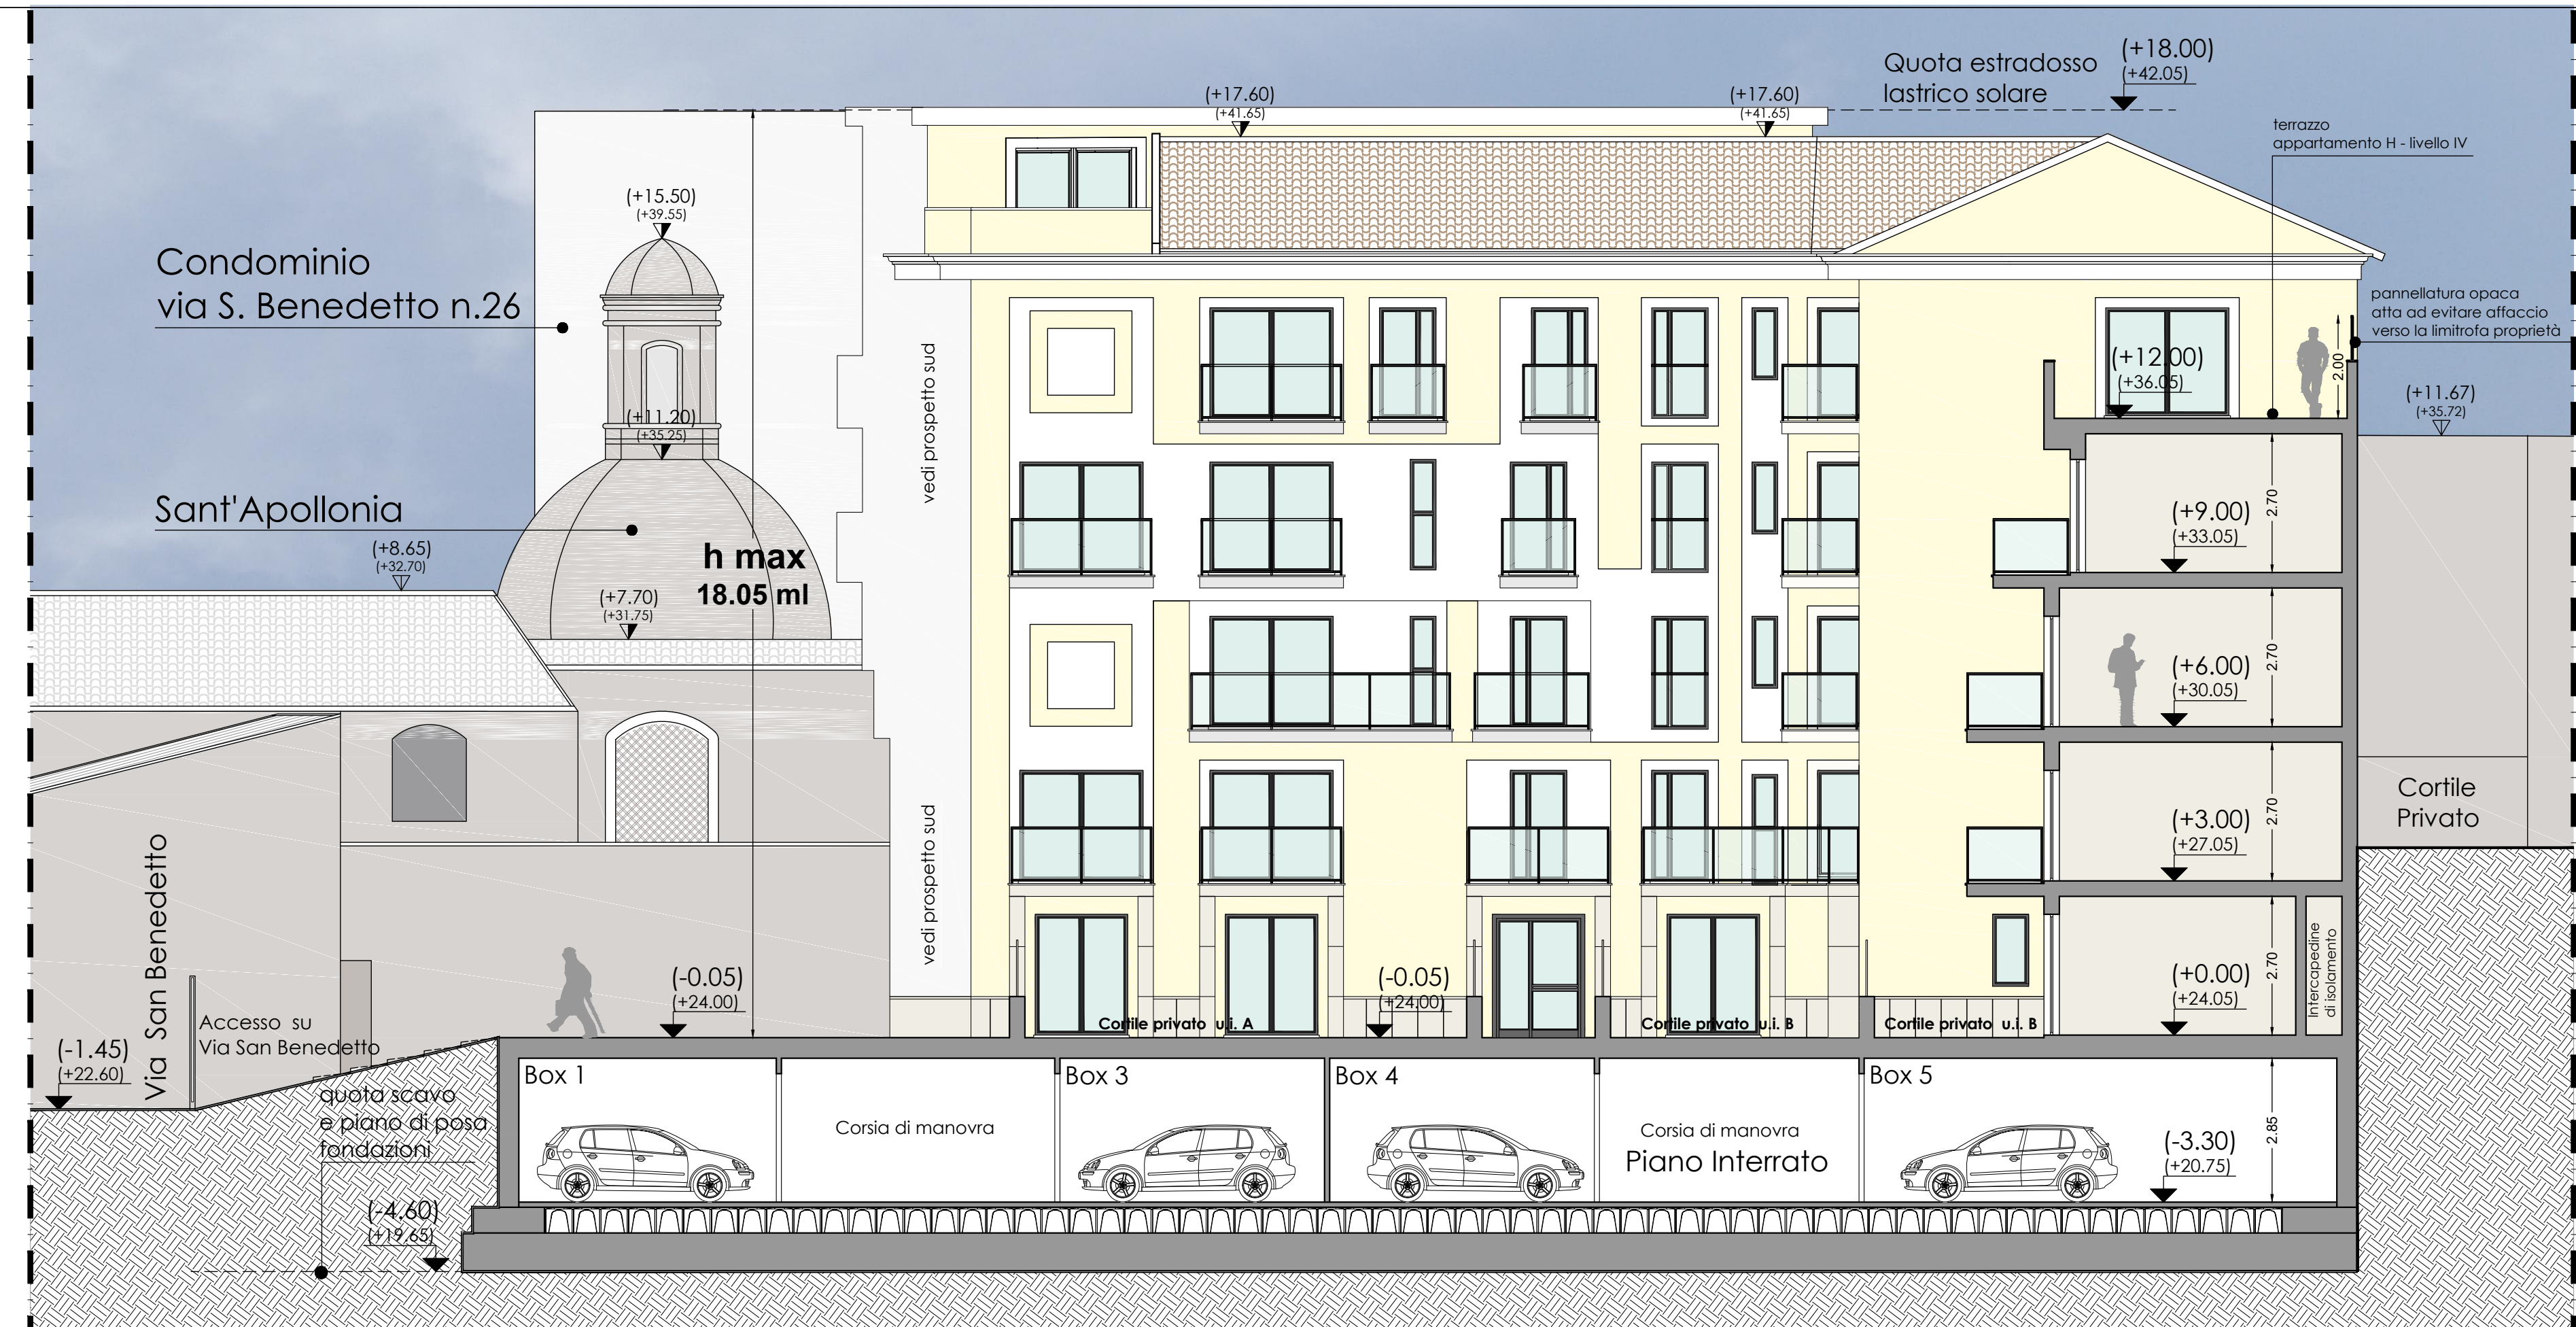 Quota estradosso
lastrico solare
(+18.00)
(+42.05)
(+17.60)
(+41.65)
(+17.60)
(+41.65)
terrazzo
appartamento H - livello IV
(+15.50)
(+39.55)
Condominio
via S. Benedetto n.26
pannellatura opaca
atta ad evitare affaccio
verso la limitrofa proprietà
vedi prospetto sud
(+12.00)
(+36.05)
2.00
(+11.67)
(+35.72)
(+11.20)
(+35.25)
Sant'Apollonia
(+8.65)
(+32.70)
h max
18.05 ml
(+9.00)
(+33.05)
2.70
(+7.70)
(+31.75)
(+6.00)
(+30.05)
2.70
Cortile
Privato
(+3.00)
(+27.05)
2.70
vedi prospetto sud
Via San Benedetto
(-0.05)
(+24.00)
(-0.05)
(+24.00)
(+0.00)
(+24.05)
2.70
Intercapedine
di isolamento
Accesso su
Via San Benedetto
Cortile privato u.i. A
Cortile privato u.i. B
Cortile privato u.i. B
(-1.45)
(+22.60)
quota scavo
e piano di posa
fondazioni
Box 1
Box 3
Box 4
Box 5
Corsia di manovra
Corsia di manovra
Piano Interrato
(-3.30)
(+20.75)
2.85
(-4.60)
(+19.65)